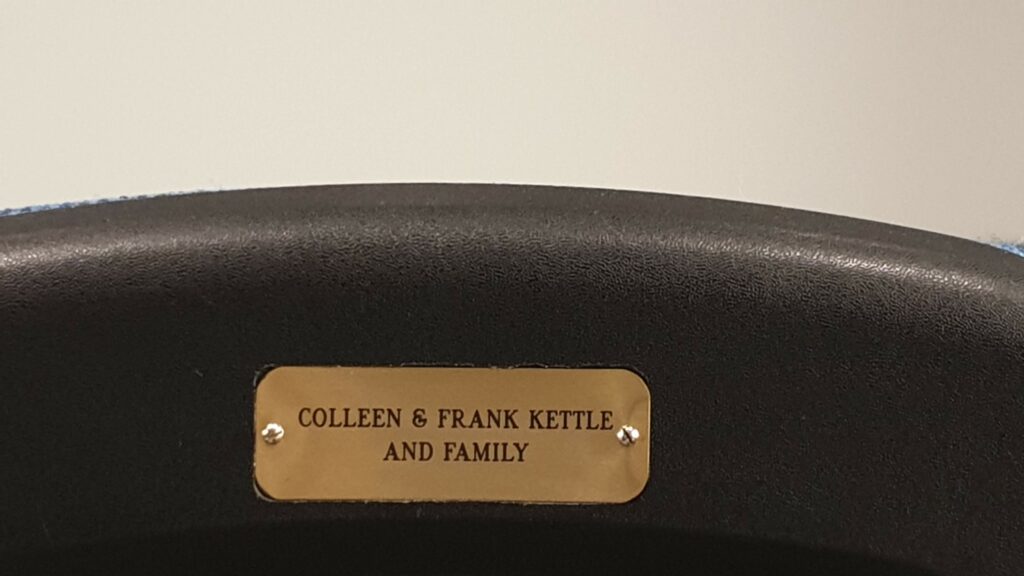 COLLEEN & FRANK KETTLE
AND FAMILY